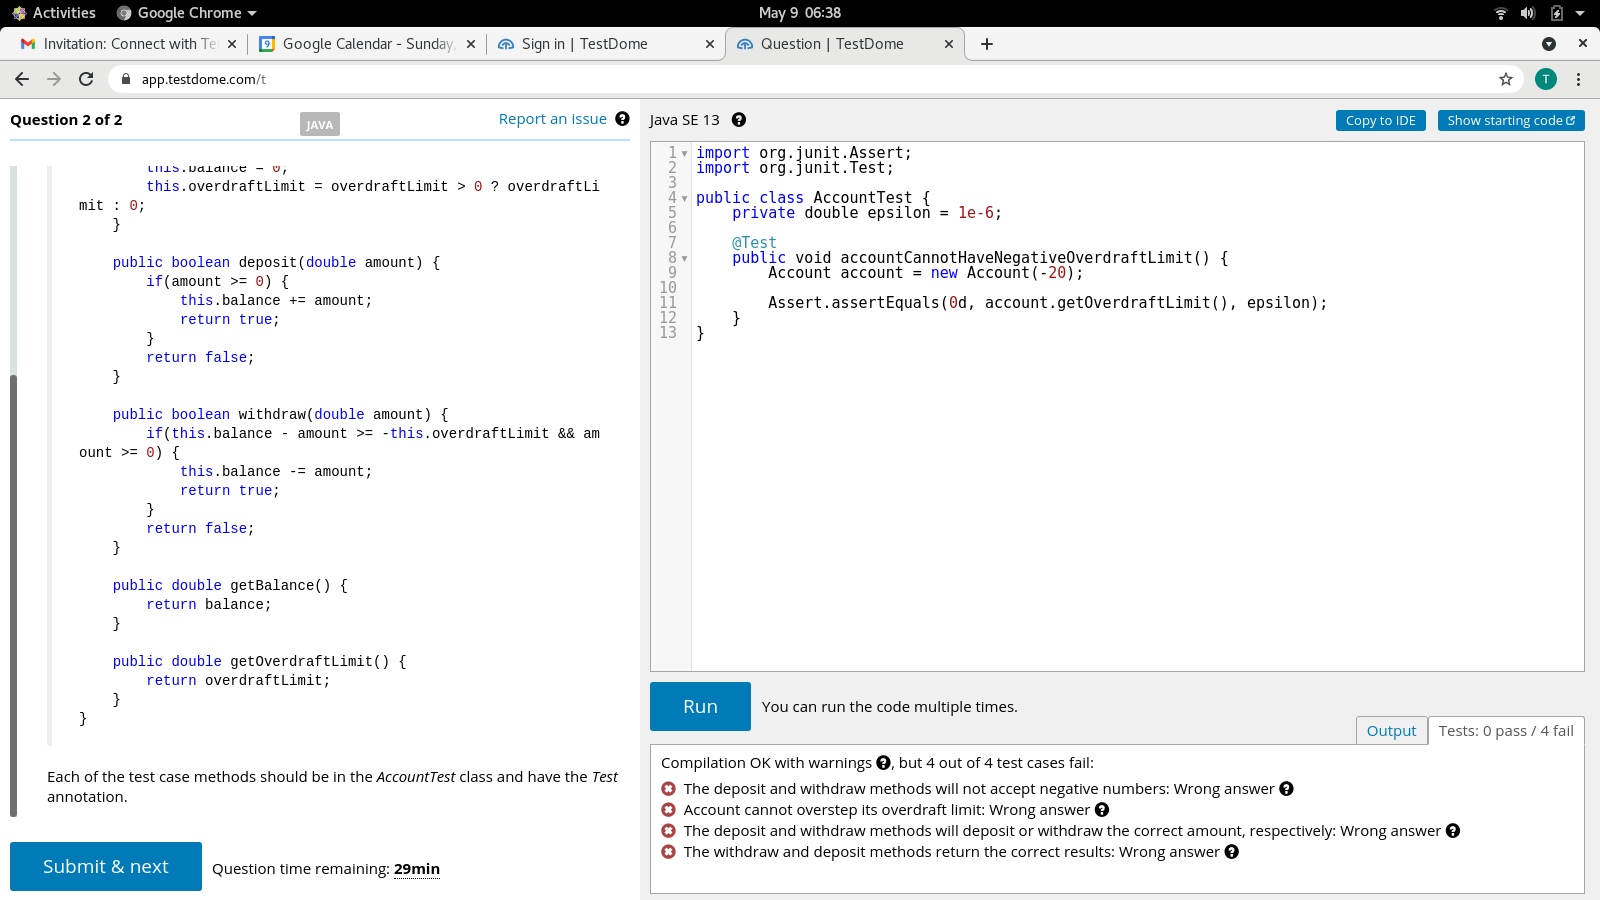 Activities Google Chrome May 9 06:38
Invitation: Connect with Te Google Calendar - Sunday, Sign in | TestDome Question | TestDome
app.testdome.com/t T
Question 2 of 2 JAVA Report an issue
this.balance = 0;
this.overdraftLimit = overdraftLimit > 0 ? overdraftLi
mit : 0;
}
public boolean deposit(double amount) {
if(amount >= 0) {
this.balance += amount;
return true;
}
return false;
}
public boolean withdraw(double amount) {
if(this.balance - amount >= -this.overdraftLimit && am
ount >= 0) {
this.balance -= amount;
return true;
}
return false;
}
public double getBalance() {
return balance;
}
public double getOverdraftLimit() {
return overdraftLimit;
}
}
Each of the test case methods should be in the AccountTest class and have the Test
annotation.
Submit & next Question time remaining: 29min
Java SE 13 Copy to IDE Show starting code
1 import org.junit.Assert;
2 import org.junit.Test;
3
4 public class AccountTest {
5 private double epsilon = 1e-6;
6
7 @Test
8 public void accountCannotHaveNegativeOverdraftLimit() {
9 Account account = new Account(-20);
10
11 Assert.assertEquals(0d, account.getOverdraftLimit(), epsilon);
12 }
13 }
Run You can run the code multiple times.
Output Tests: 0 pass / 4 fail
Compilation OK with warnings ?, but 4 out of 4 test cases fail:
The deposit and withdraw methods will not accept negative numbers: Wrong answer ?
Account cannot overstep its overdraft limit: Wrong answer ?
The deposit and withdraw methods will deposit or withdraw the correct amount, respectively: Wrong answer ?
The withdraw and deposit methods return the correct results: Wrong answer ?